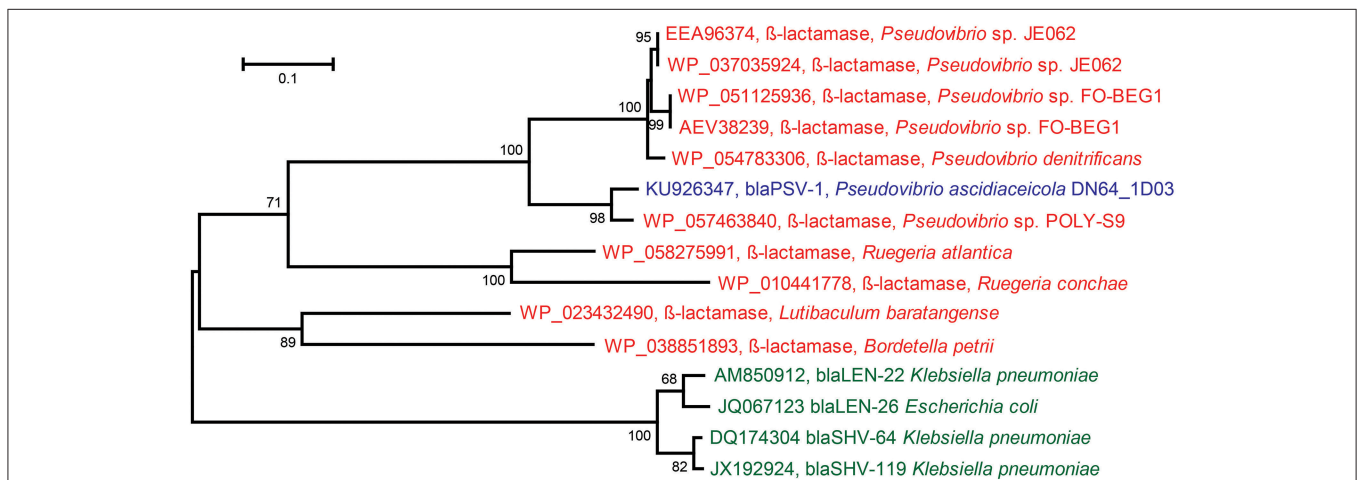 EEA96374, ß-lactamase, Pseudovibrio sp. JE062
95
WP_037035924, ß-lactamase, Pseudovibrio sp. JE062
0.1
WP_051125936, ß-lactamase, Pseudovibrio sp. FO-BEG1
100
99
AEV38239, ß-lactamase, Pseudovibrio sp. FO-BEG1
100
WP_054783306, ß-lactamase, Pseudovibrio denitrificans
KU926347, blaPSV-1, Pseudovibrio ascidiaceicola DN64_1D03
71
98
WP_057463840, ß-lactamase, Pseudovibrio sp. POLY-S9
WP_058275991, ß-lactamase, Ruegeria atlantica
100
WP_010441778, ß-lactamase, Ruegeria conchae
WP_023432490, ß-lactamase, Lutibaculum baratangense
89
WP_038851893, ß-lactamase, Bordetella petrii
68
AM850912, blaLEN-22 Klebsiella pneumoniae
JQ067123 blaLEN-26 Escherichia coli
100
DQ174304 blaSHV-64 Klebsiella pneumoniae
82
JX192924, blaSHV-119 Klebsiella pneumoniae